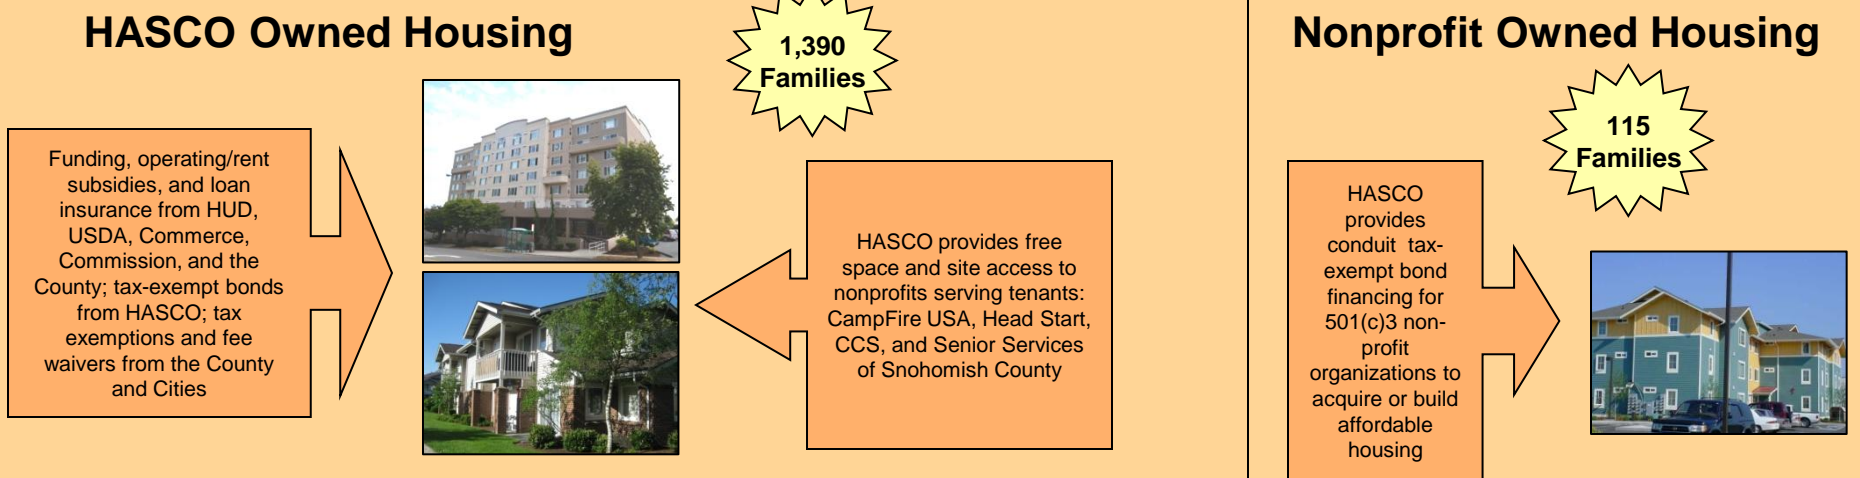 HASCO Owned Housing
1,390
Families
Funding, operating/rent
subsidies, and loan
insurance from HUD,
USDA, Commerce,
Commission, and the
County; tax-exempt bonds
from HASCO; tax
exemptions and fee
waivers from the County
and Cities
HASCO provides free
space and site access to
nonprofits serving tenants:
CampFire USA, Head Start,
CCS, and Senior Services
of Snohomish County
Nonprofit Owned Housing
115
Families
HASCO
provides
conduit  tax-
exempt bond
financing for
501(c)3 non-
profit
organizations to
acquire or build
affordable
housing